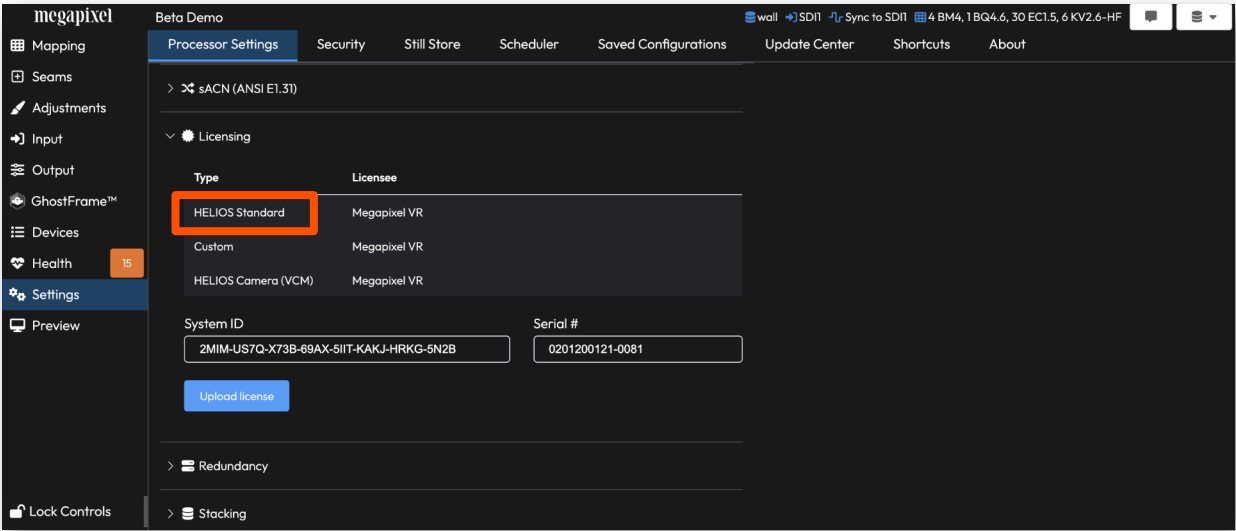 megapixel
Beta Demo
wall SDI1 Sync to SDI1 4 BM4, 1 BQ4.6, 30 EC1.5, 6 KV2.6-HF
Mapping
Seams
Adjustments
Input
Output
GhostFrame™
Devices
Health 15
Settings
Preview
Lock Controls
Processor Settings Security Still Store Scheduler Saved Configurations Update Center Shortcuts About
sACN (ANSI E1.31)
Licensing
Type Licensee
HELIOS Standard Megapixel VR
Custom Megapixel VR
HELIOS Camera (VCM) Megapixel VR
System ID Serial #
2MIM-US7Q-X73B-69AX-5IIT-KAKJ-HRKG-5N2B 0201200121-0081
Upload license
Redundancy
Stacking